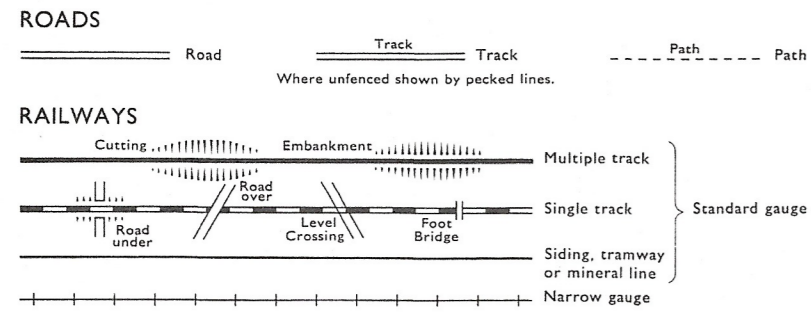 ROADS
Road
Track
Track
Path
Path
Where unfenced shown by pecked lines.
RAILWAYS
Cutting
Embankment
Multiple track
Road
over
Single track
Standard gauge
Road
under
Level
Crossing
Foot
Bridge
Siding, tramway
or mineral line
Narrow gauge